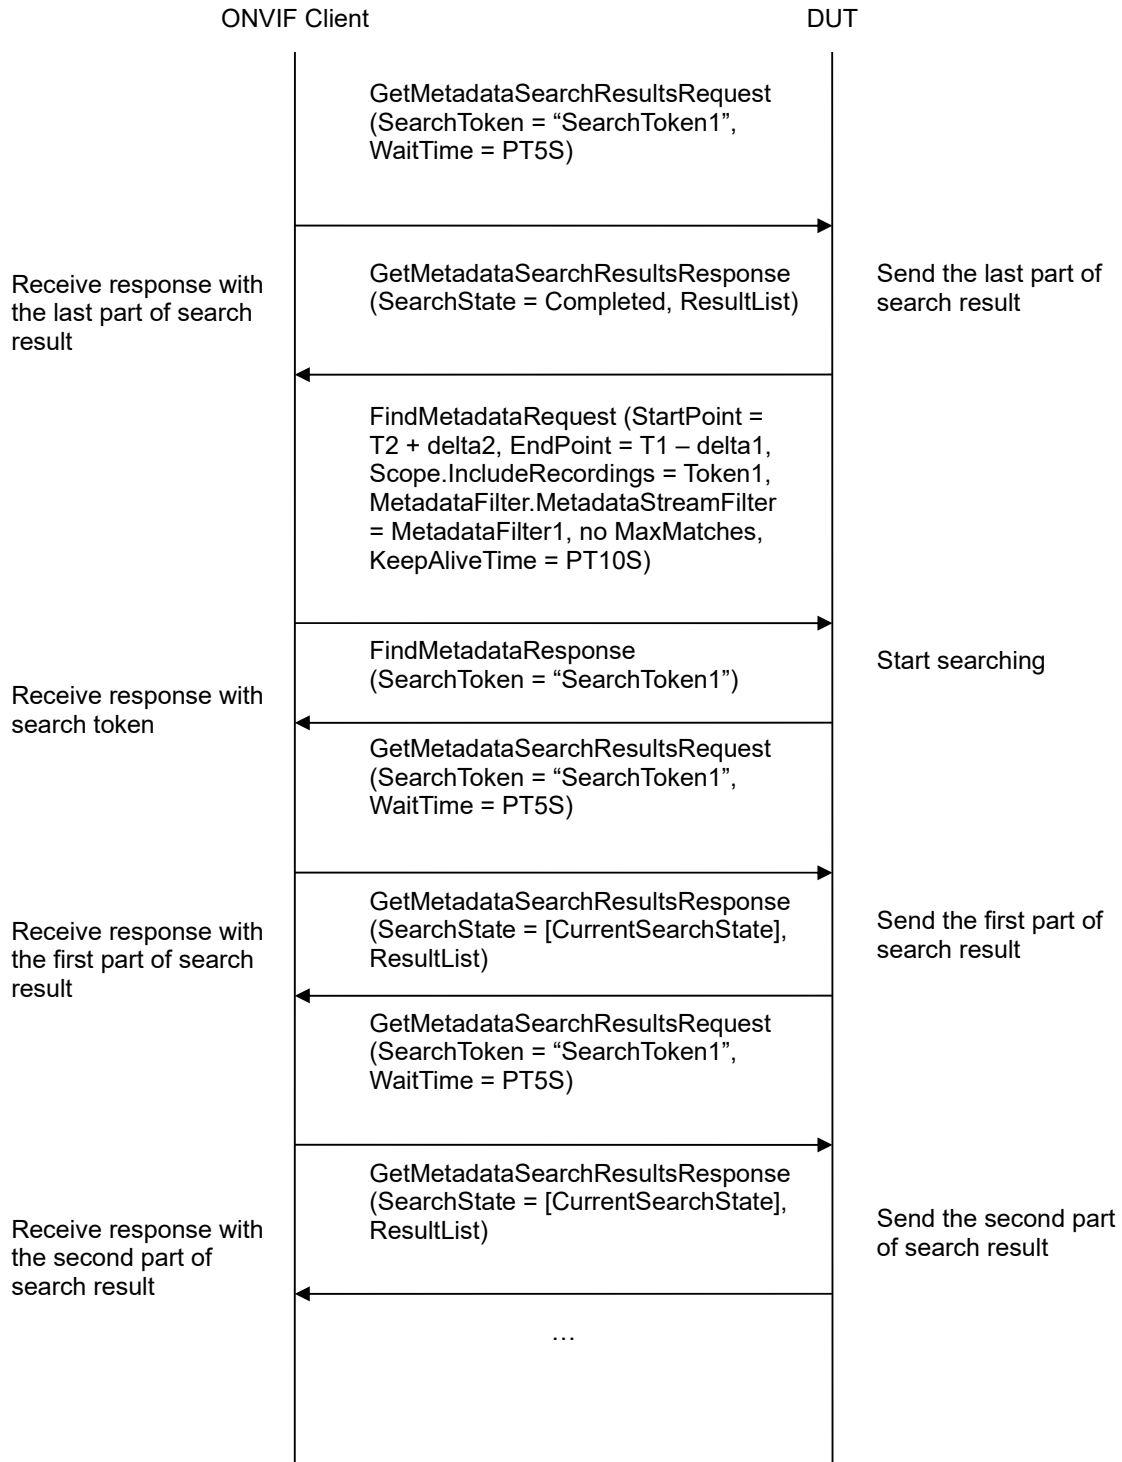 ONVIF Client
DUT
GetMetadataSearchResultsRequest
(SearchToken = “SearchToken1”,
WaitTime = PT5S)
Receive response with
the last part of search
result
GetMetadataSearchResultsResponse
(SearchState = Completed, ResultList)
Send the last part of
search result
FindMetadataRequest (StartPoint =
T2 + delta2, EndPoint = T1 – delta1,
Scope.IncludeRecordings = Token1,
MetadataFilter.MetadataStreamFilter
= MetadataFilter1, no MaxMatches,
KeepAliveTime = PT10S)
Receive response with
search token
FindMetadataResponse
(SearchToken = “SearchToken1”)
Start searching
GetMetadataSearchResultsRequest
(SearchToken = “SearchToken1”,
WaitTime = PT5S)
Receive response with
the first part of search
result
GetMetadataSearchResultsResponse
(SearchState = [CurrentSearchState],
ResultList)
Send the first part of
search result
GetMetadataSearchResultsRequest
(SearchToken = “SearchToken1”,
WaitTime = PT5S)
Receive response with
the second part of
search result
GetMetadataSearchResultsResponse
(SearchState = [CurrentSearchState],
ResultList)
Send the second part
of search result
…